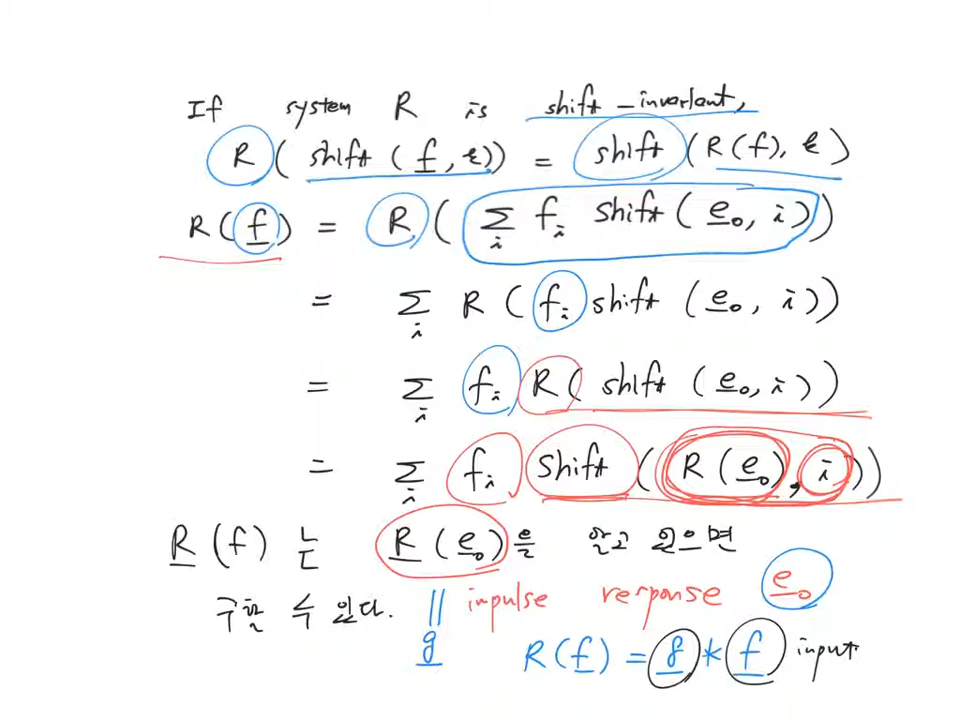 If system R is shift-invariant,
R ( shift ( f, k)) = shift ( R(f), k )
R(f) = R ( Σ_i f_i shift ( e_0, i ))
= Σ_i R ( f_i shift ( e_0, i ))
= Σ_i f_i R ( shift ( e_0, i ))
= Σ_i f_i Shift ( R ( e_0 ), i ))
R (f) 는 R ( e_0 )을 알고 있으면
구할 수 있다. || impulse response e_0
g R(f) = g * f input